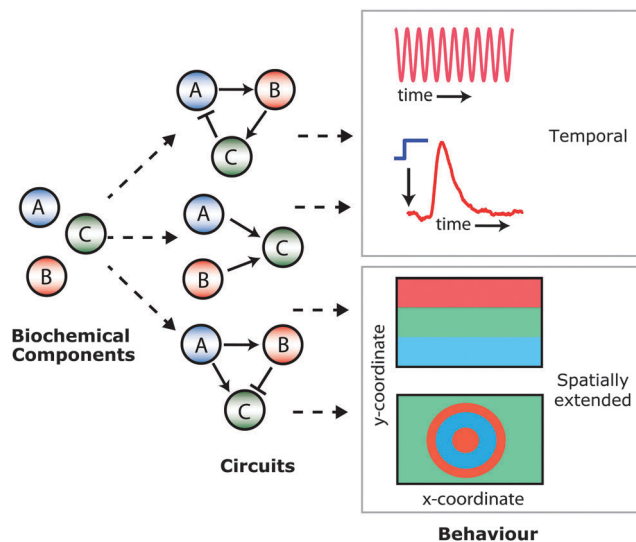 A
B
C
A
C
B
A
B
C
A
B
C
Biochemical
Components
Circuits
time
Temporal
time
y-coordinate
Spatially
extended
x-coordinate
Behaviour